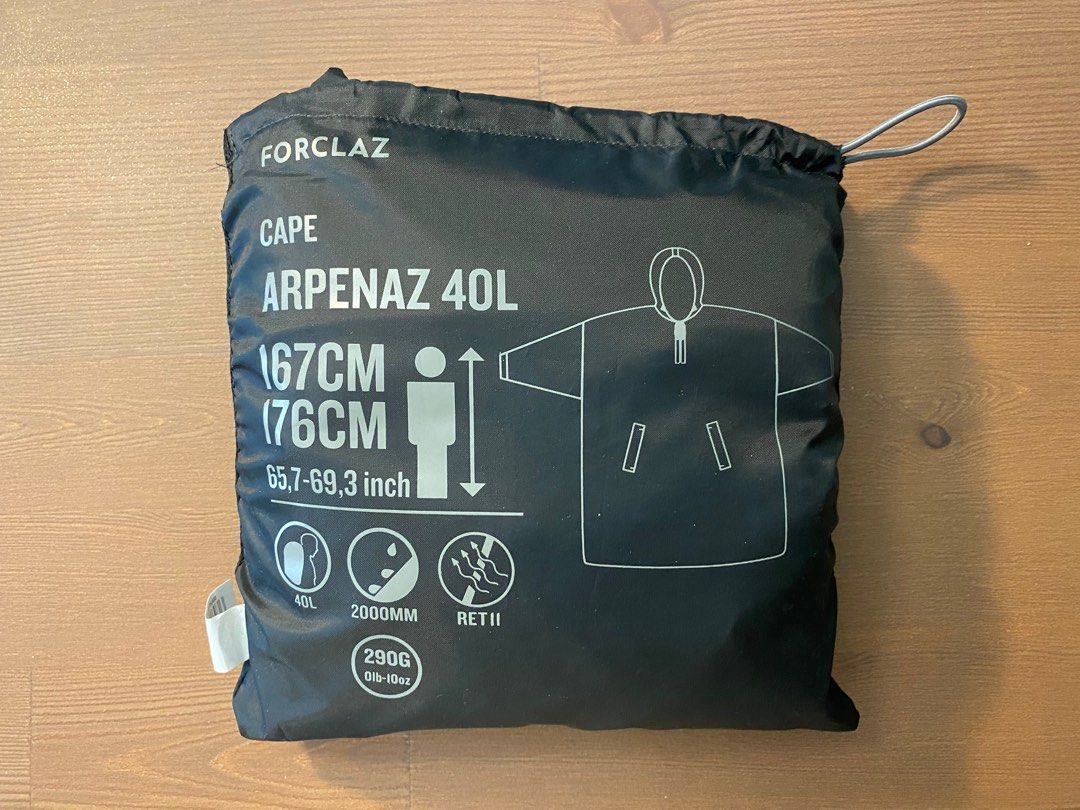 FORCLAZ
CAPE
ARPENAZ 40L
167CM
176CM
65,7-69,3 inch
40L
2000MM
RET11
290G
0lb-10oz